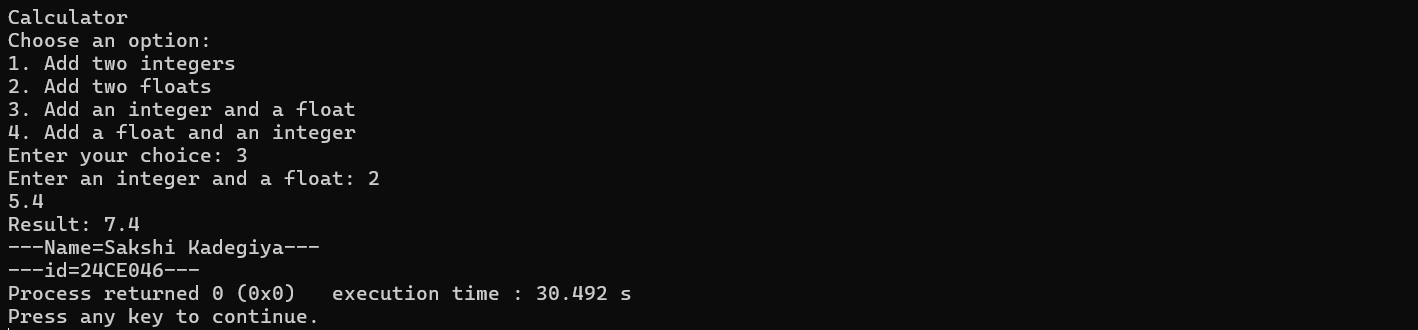 Calculator
Choose an option:
1. Add two integers
2. Add two floats
3. Add an integer and a float
4. Add a float and an integer
Enter your choice: 3
Enter an integer and a float: 2
5.4
Result: 7.4
---Name=Sakshi Kadegiya---
---id=24CE046---
Process returned 0 (0x0)   execution time : 30.492 s
Press any key to continue.